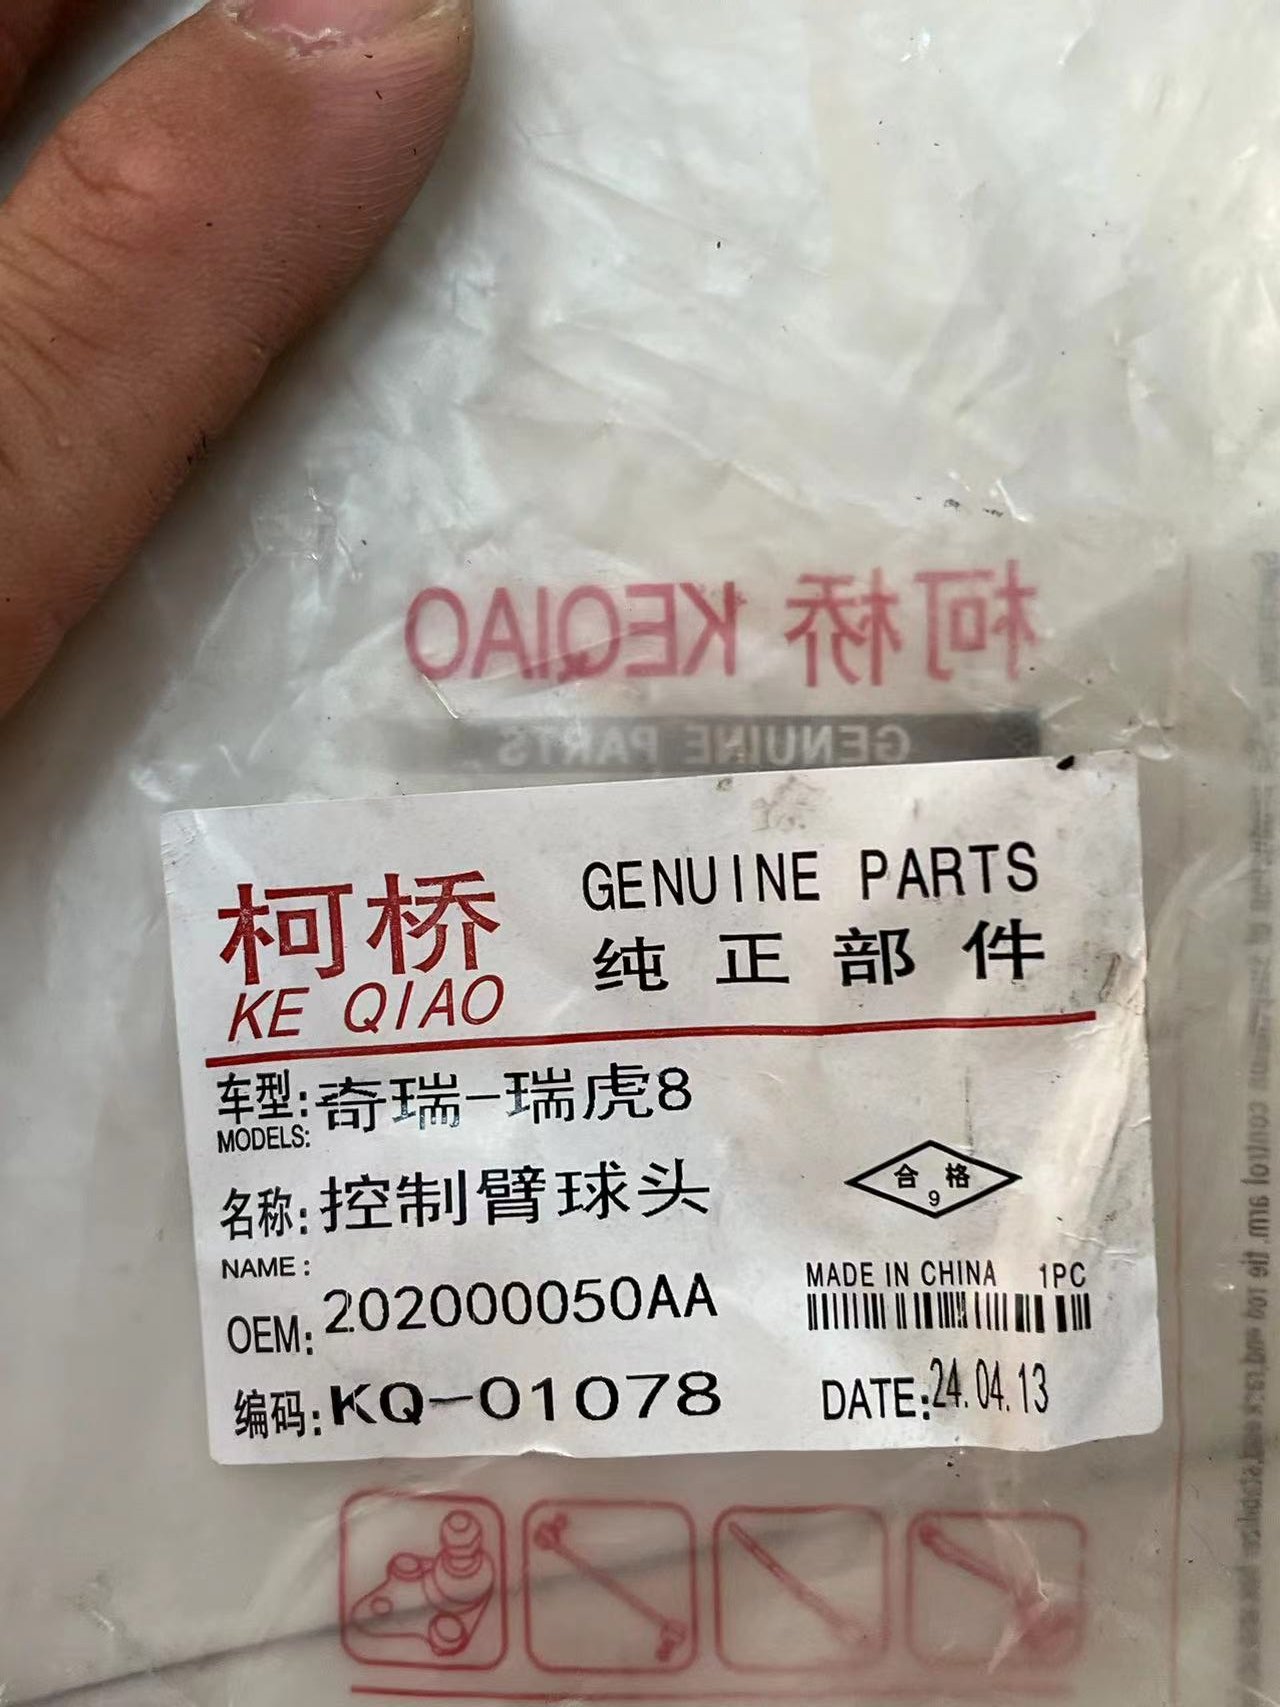 柯桥 KEQIAO
GENUINE PARTS
柯桥
KE QIAO
GENUINE PARTS
纯正部件
车型: 奇瑞-瑞虎8
MODELS:
名称: 控制臂球头
NAME:
合格
9
OEM: 202000050AA
MADE IN CHINA 1PC
编码: KQ-01078
DATE: 24.04.13